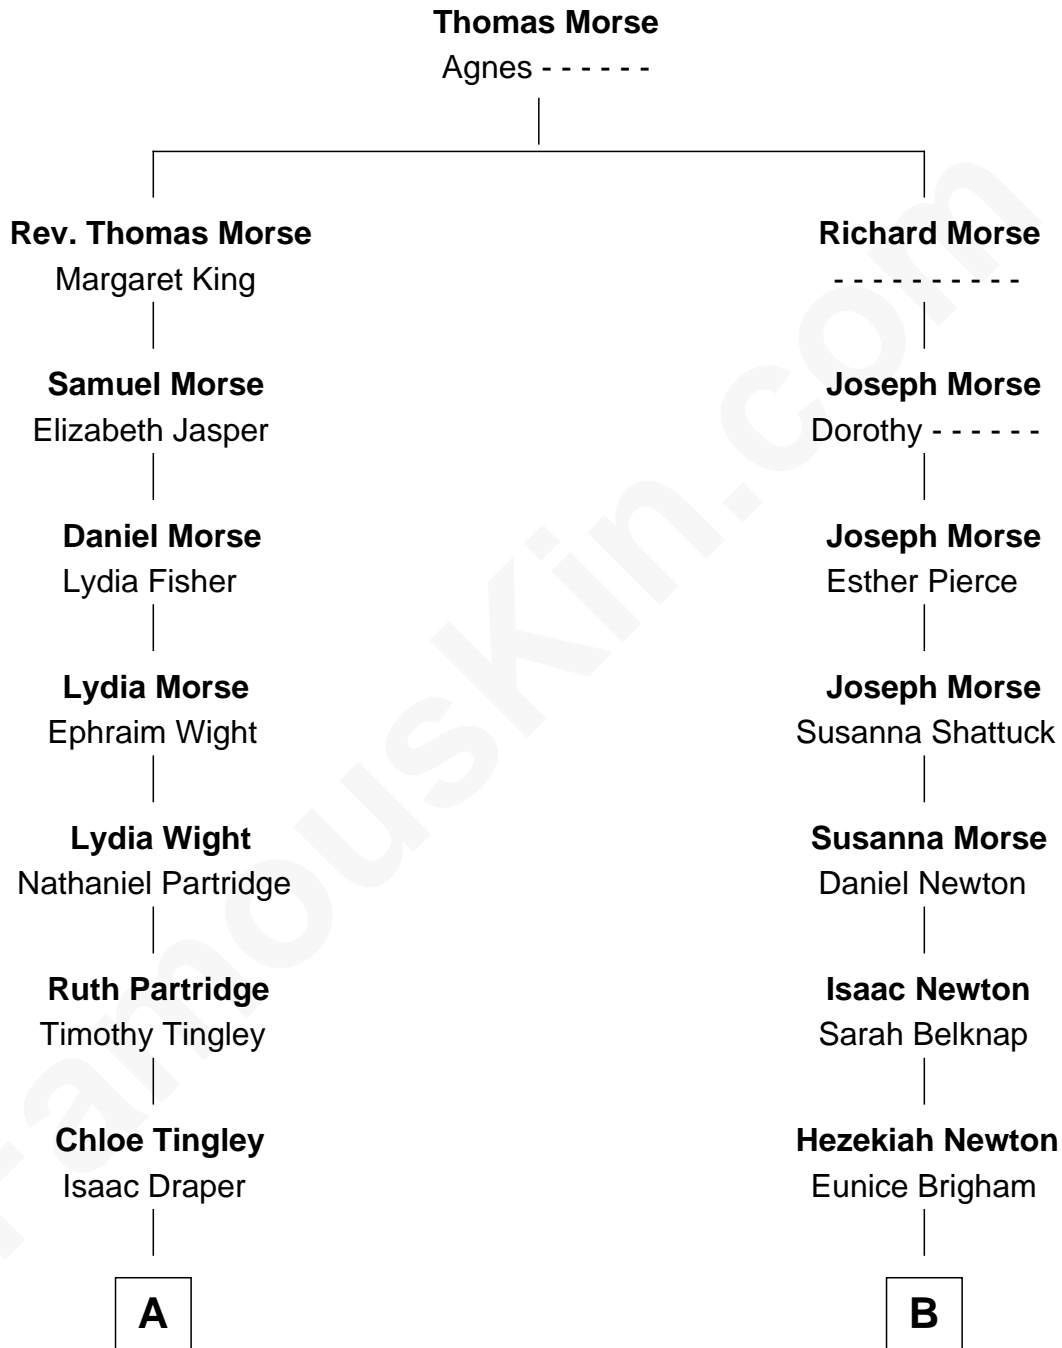 Thomas Morse
Agnes - - - - - -
Rev. Thomas Morse
Margaret King
Samuel Morse
Elizabeth Jasper
Daniel Morse
Lydia Fisher
Lydia Morse
Ephraim Wight
Lydia Wight
Nathaniel Partridge
Ruth Partridge
Timothy Tingley
Chloe Tingley
Isaac Draper
A
Richard Morse
- - - - - - - - - -
Joseph Morse
Dorothy - - - - - -
Joseph Morse
Esther Pierce
Joseph Morse
Susanna Shattuck
Susanna Morse
Daniel Newton
Isaac Newton
Sarah Belknap
Hezekiah Newton
Eunice Brigham
B
FamousKin.com